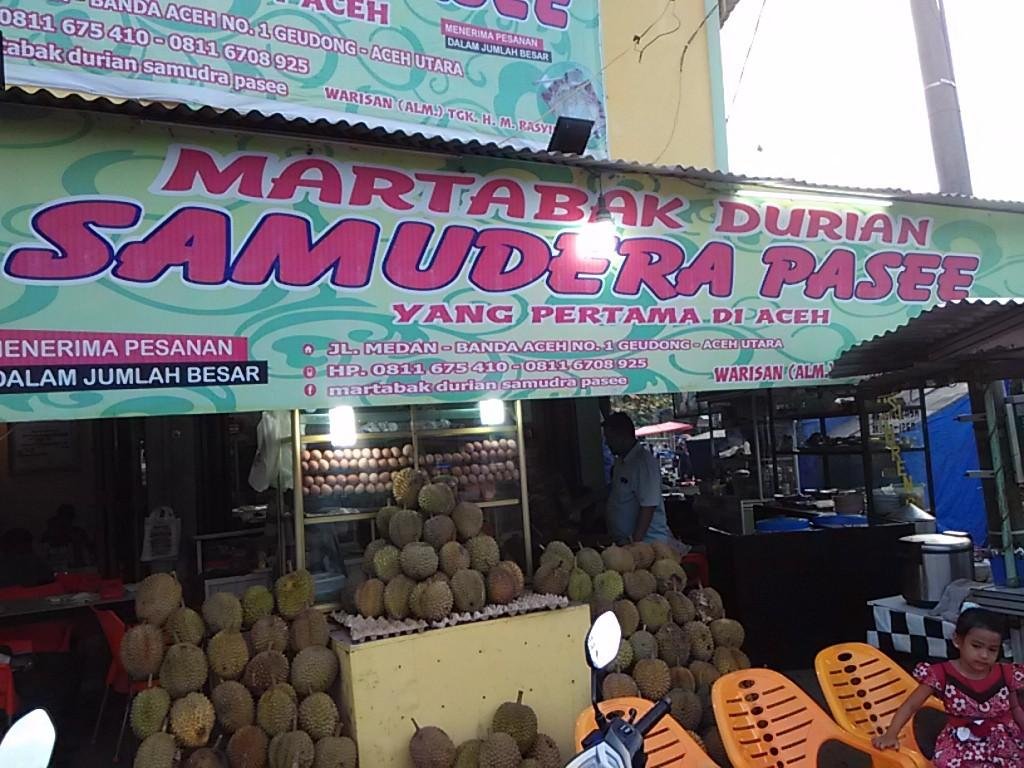 ACEH
BANDA ACEH NO. 1 GEUDONG - ACEH UTARA
0811 675 410 - 0811 6708 925
tabak durian samudra pasee
MENERIMA PESANAN
DALAM JUMLAH BESAR
WARISAN (ALM.) TGK. H. M. RASYI
MARTABAK DURIAN
SAMUDERA PASEE
YANG PERTAMA DI ACEH
MENERIMA PESANAN
DALAM JUMLAH BESAR
JL. MEDAN - BANDA ACEH NO. 1 GEUDONG - ACEH UTARA
HP. 0811 675 410 - 0811 6708 925
martabak durian samudra pasee
WARISAN (ALM.)